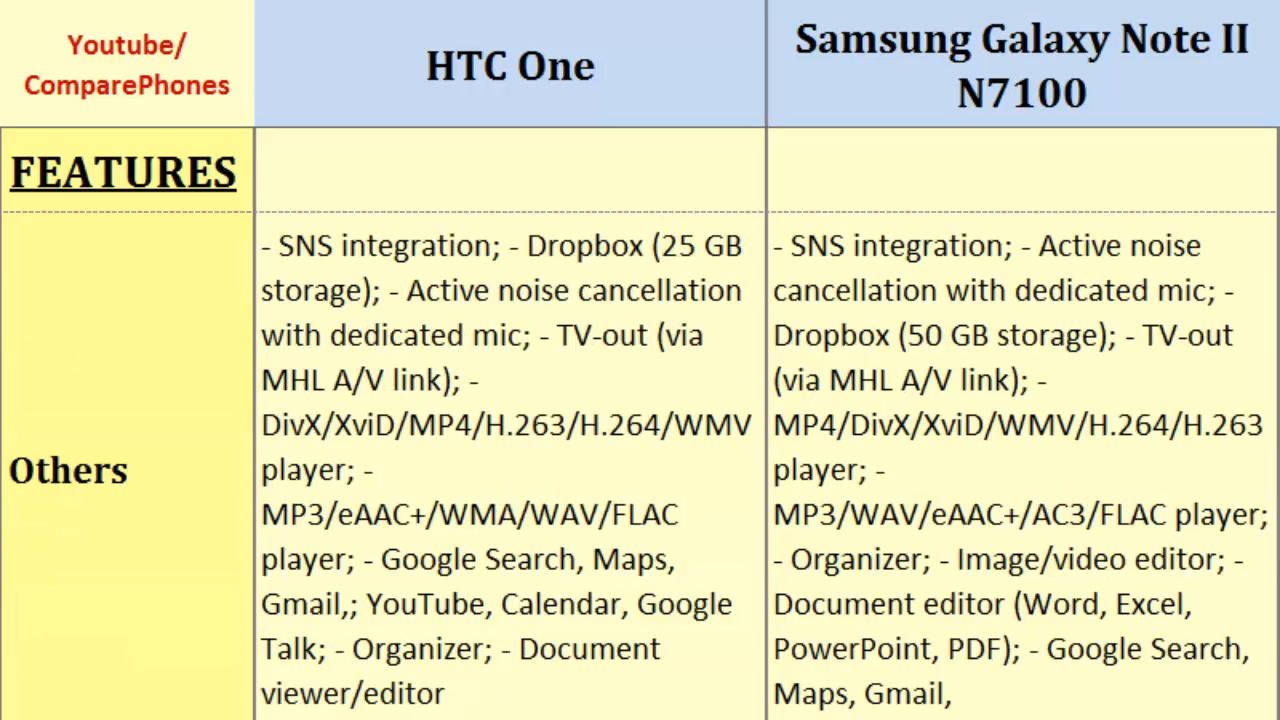 Youtube/
ComparePhones
HTC One
Samsung Galaxy Note II
N7100
FEATURES
Others
- SNS integration; - Dropbox (25 GB
storage); - Active noise cancellation
with dedicated mic; - TV-out (via
MHL A/V link); -
DivX/XviD/MP4/H.263/H.264/WMV
player; -
MP3/eAAC+/WMA/WAV/FLAC
player; - Google Search, Maps,
Gmail,; YouTube, Calendar, Google
Talk; - Organizer; - Document
viewer/editor
- SNS integration; - Active noise
cancellation with dedicated mic; -
Dropbox (50 GB storage); - TV-out
(via MHL A/V link); -
MP4/DivX/XviD/WMV/H.264/H.263
player; -
MP3/WAV/eAAC+/AC3/FLAC player;
- Organizer; - Image/video editor; -
Document editor (Word, Excel,
PowerPoint, PDF); - Google Search,
Maps, Gmail,